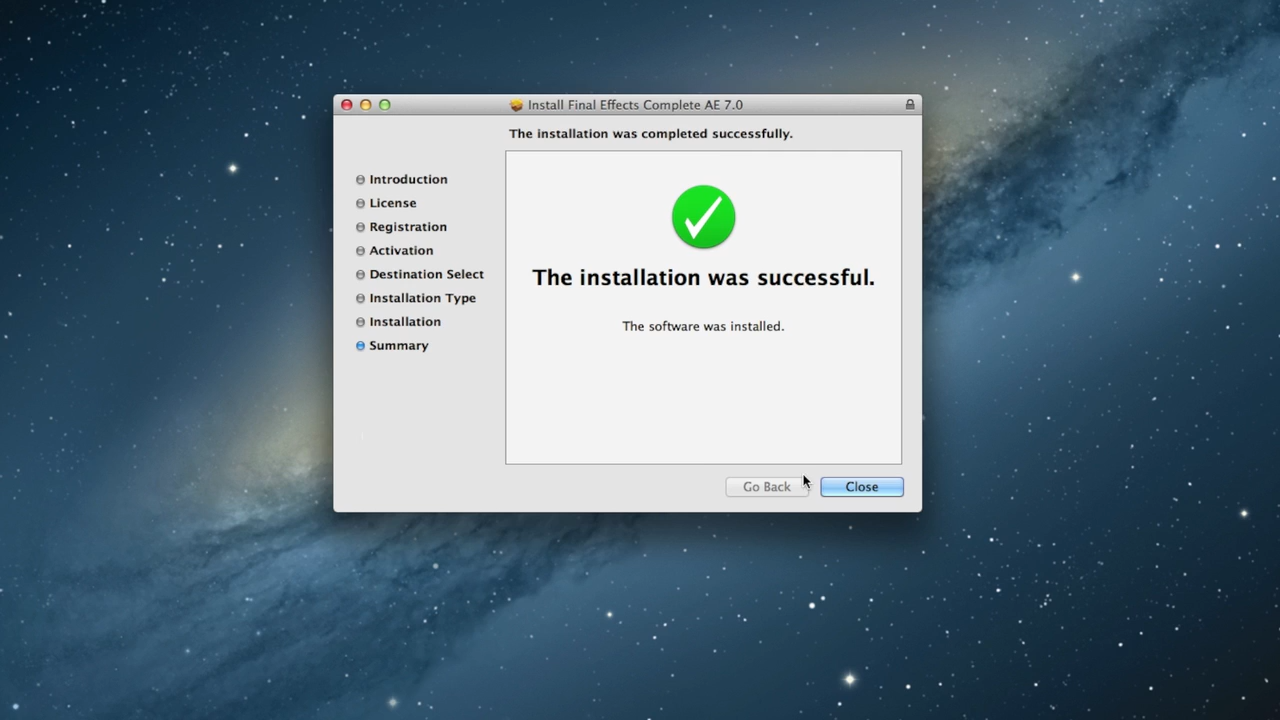 Install Final Effects Complete AE 7.0
The installation was completed successfully.
Introduction
License
Registration
Activation
Destination Select
Installation Type
Installation
Summary
The installation was successful.
The software was installed.
Go Back
Close